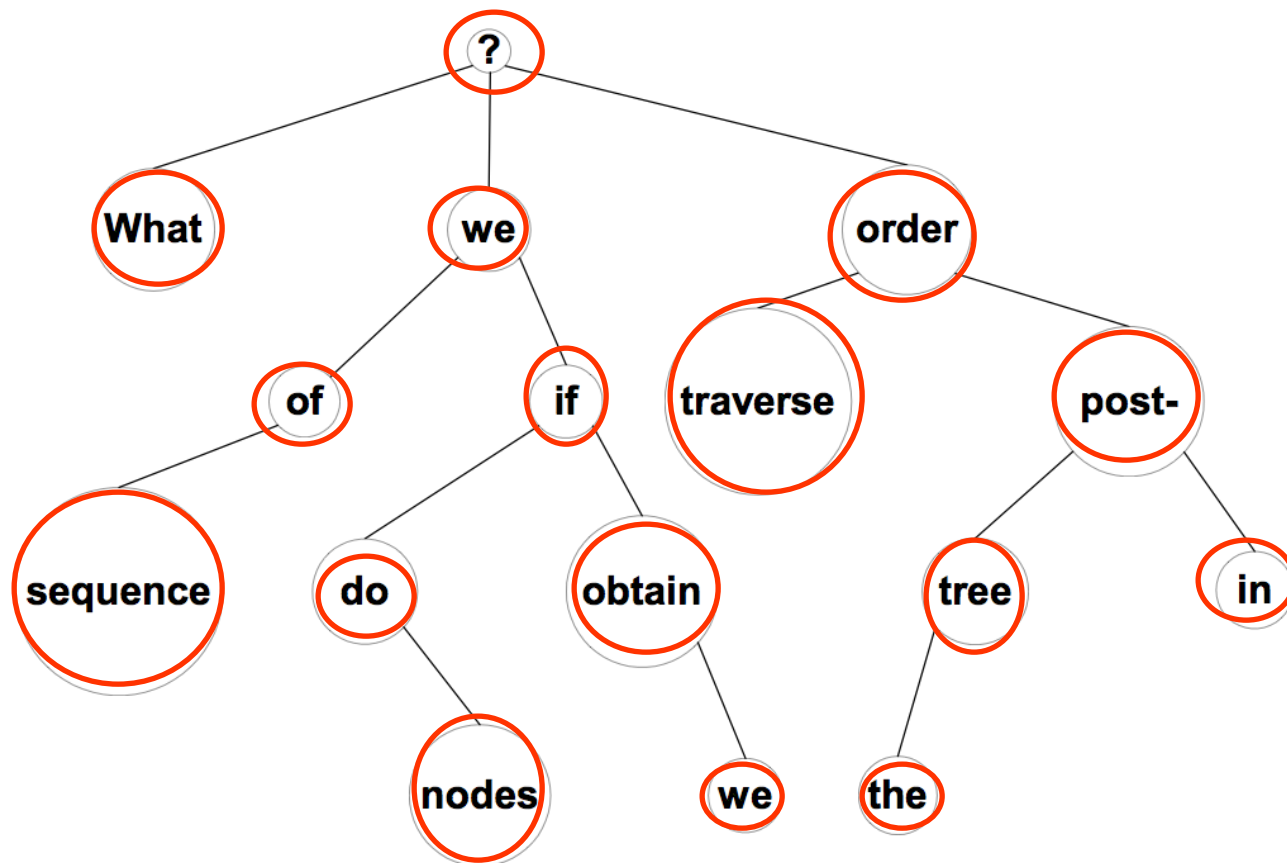 ?
What we order
of if traverse post-
sequence do obtain tree in
nodes we the